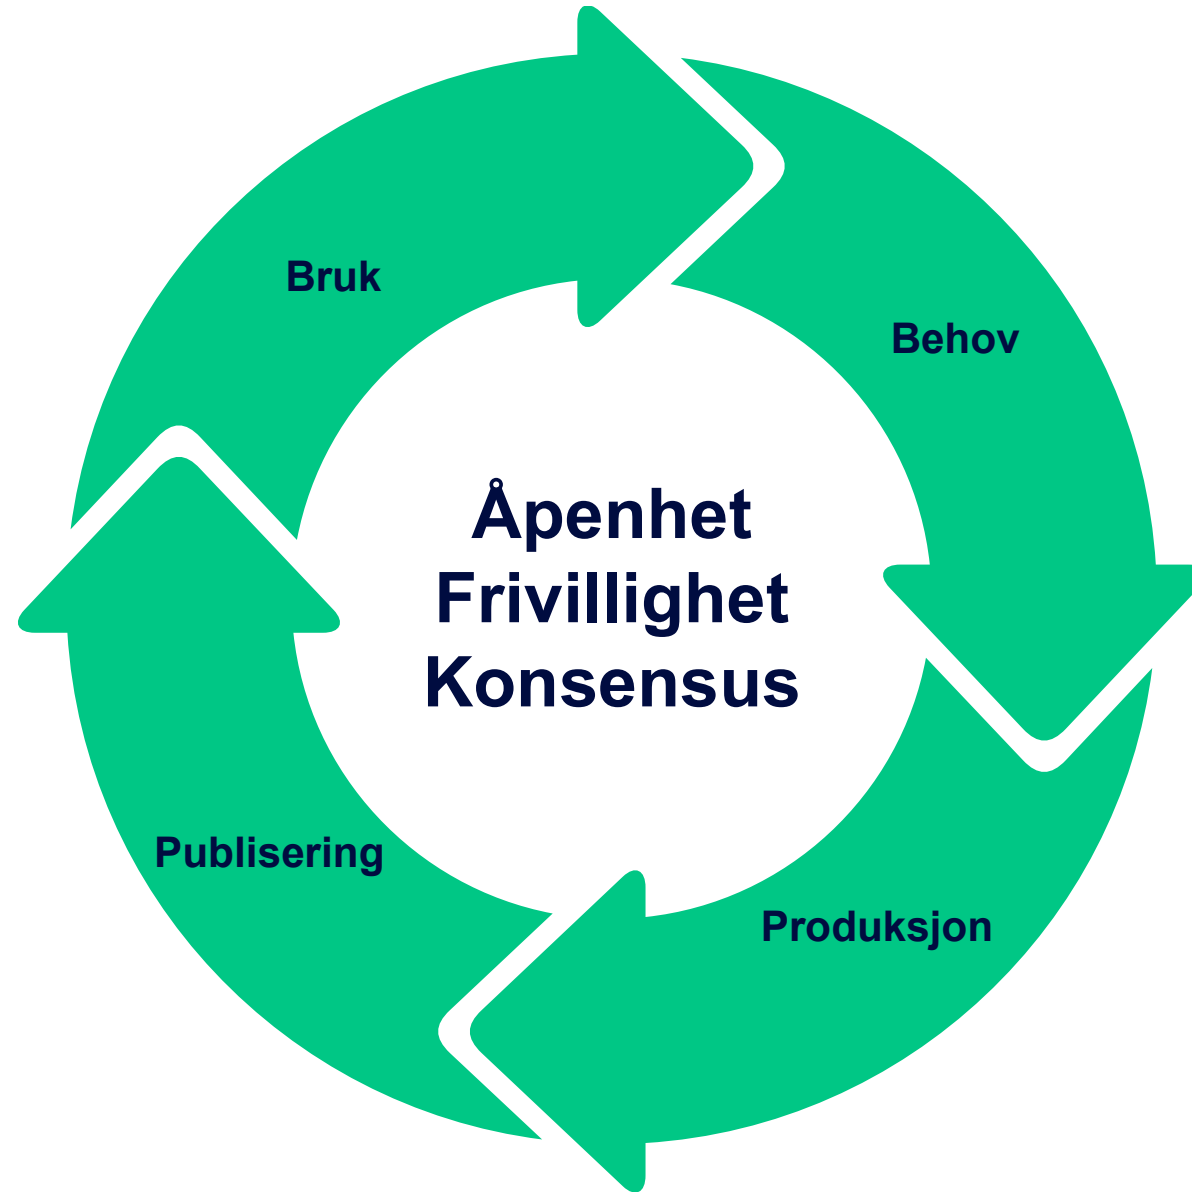 Bruk
Behov
Åpenhet
Frivillighet
Konsensus
Publisering
Produksjon